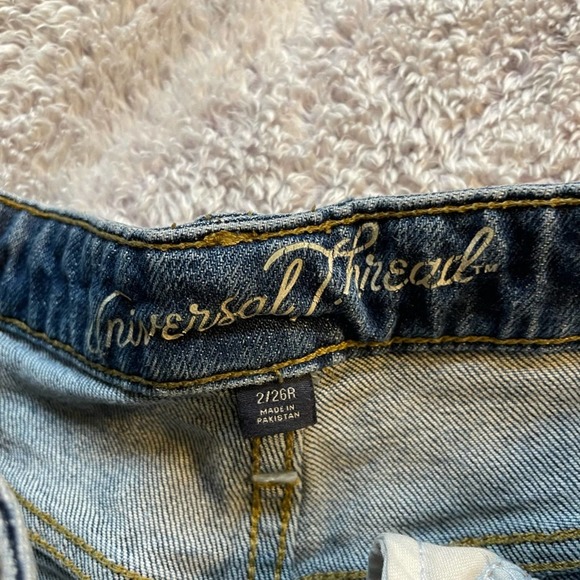 Universal Thread™
2/26R
MADE IN
PAKISTAN